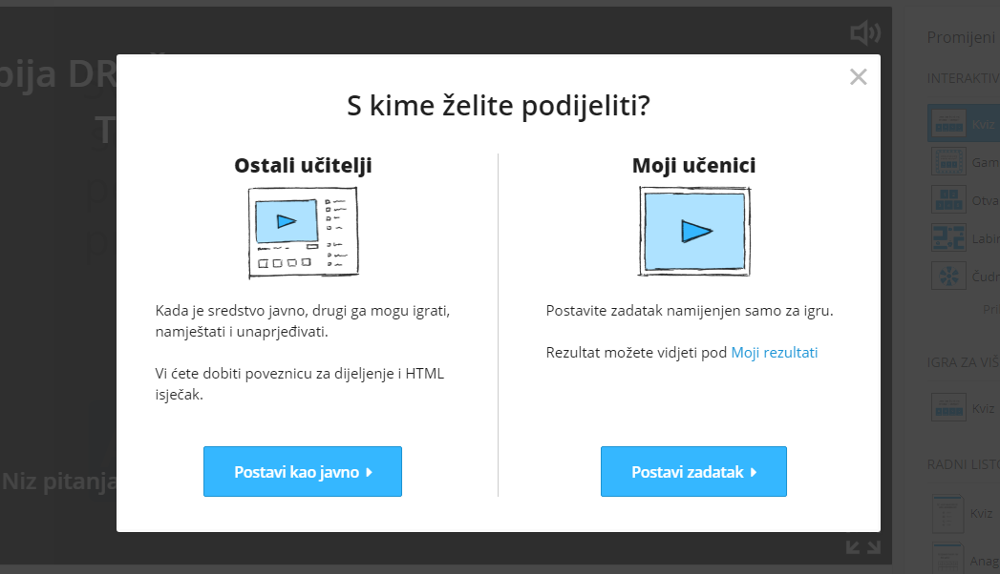 S kime želite podijeliti?
Ostali učitelji
Kada je sredstvo javno, drugi ga mogu igrati,
namještati i unaprjeđivati.
Vi ćete dobiti poveznicu za dijeljenje i HTML
isječak.
Postavi kao javno
Moji učenici
Postavite zadatak namijenjen samo za igru.
Rezultat možete vidjeti pod Moji rezultati
Postavi zadatak
Niz pitanja
Promijeni
INTERAKTIV
Kviz
Gam
Otva
Labir
Čudn
IGRA ZA VIŠ
Kviz
RADNI LISTO
Kviz
Anag